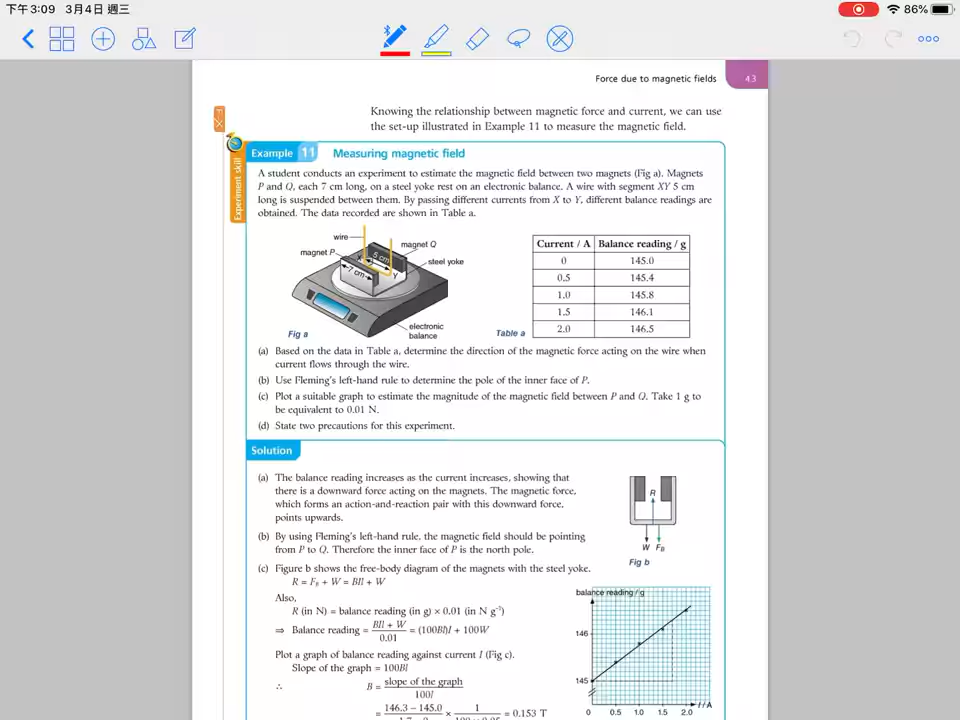 下午3:09 3月4日 週三
86%
Force due to magnetic fields 43
Knowing the relationship between magnetic force and current, we can use
the set-up illustrated in Example 11 to measure the magnetic field.
Experiment skill
Example 11 Measuring magnetic field
A student conducts an experiment to estimate the magnetic field between two magnets (Fig a). Magnets
P and Q, each 7 cm long, on a steel yoke rest on an electronic balance. A wire with segment XY 5 cm
long is suspended between them. By passing different currents from X to Y, different balance readings are
obtained. The data recorded are shown in Table a.
wire
magnet Q
magnet P
X
5 cm
steel yoke
7 cm
Y
electronic
balance
Fig a
Table a
Current / A Balance reading / g
0 145.0
0.5 145.4
1.0 145.8
1.5 146.1
2.0 146.5
(a) Based on the data in Table a, determine the direction of the magnetic force acting on the wire when
current flows through the wire.
(b) Use Fleming's left-hand rule to determine the pole of the inner face of P.
(c) Plot a suitable graph to estimate the magnitude of the magnetic field between P and Q. Take 1 g to
be equivalent to 0.01 N.
(d) State two precautions for this experiment.
Solution
(a) The balance reading increases as the current increases, showing that
there is a downward force acting on the magnets. The magnetic force,
which forms an action-and-reaction pair with this downward force,
points upwards.
(b) By using Fleming's left-hand rule, the magnetic field should be pointing
from P to Q. Therefore the inner face of P is the north pole.
R
W F_B
Fig b
(c) Figure b shows the free-body diagram of the magnets with the steel yoke.
R = F_B + W = BIl + W
Also,
R (in N) = balance reading (in g) × 0.01 (in N g⁻¹)
⇒ Balance reading = (BIl + W)/0.01 = (100Bl)I + 100W
Plot a graph of balance reading against current I (Fig c).
Slope of the graph = 100Bl
∴ B = slope of the graph/100l
= 146.3 − 145.0 × 1 = 0.153 T
balance reading / g
146
145
0 0.5 1.0 1.5 2.0
I / A